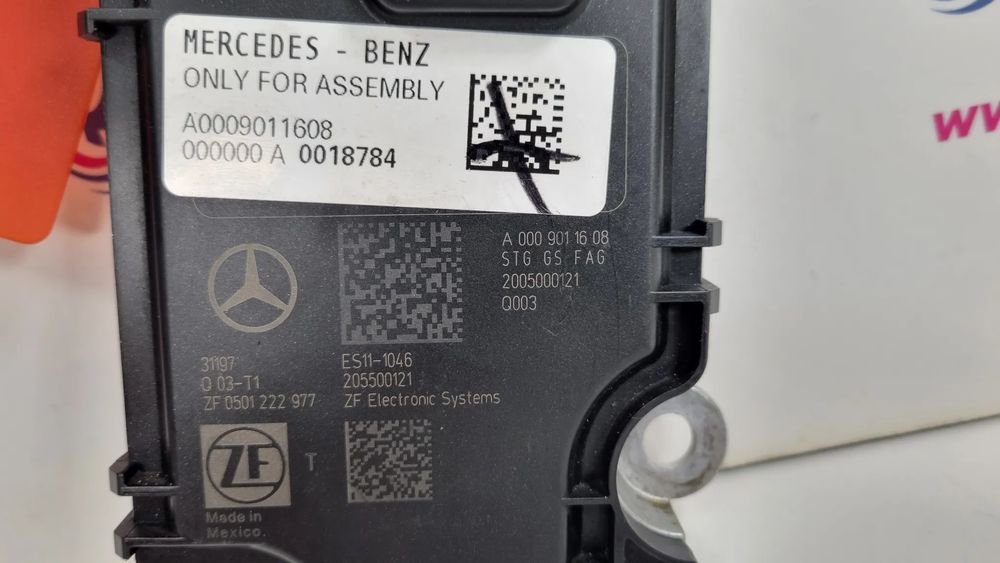 MERCEDES - BENZ
ONLY FOR ASSEMBLY
A0009011608
000000 A 0018784
A 000 901 16 08
STG GS FAG
2005000121
Q003
31197
Q 03-T1
ZF 0501 222 977
ES11-1046
205500121
ZF Electronic Systems
ZF
T
Made in
Mexico.